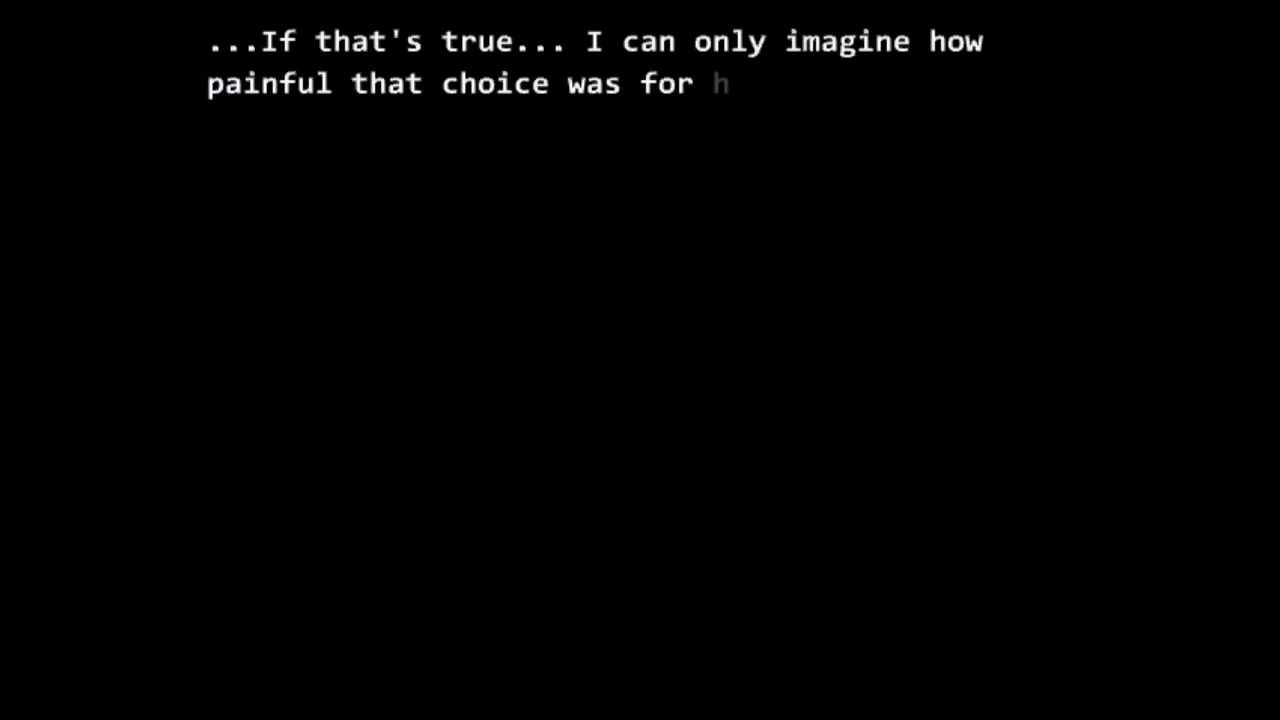 ...If that's true... I can only imagine how
painful that choice was for h